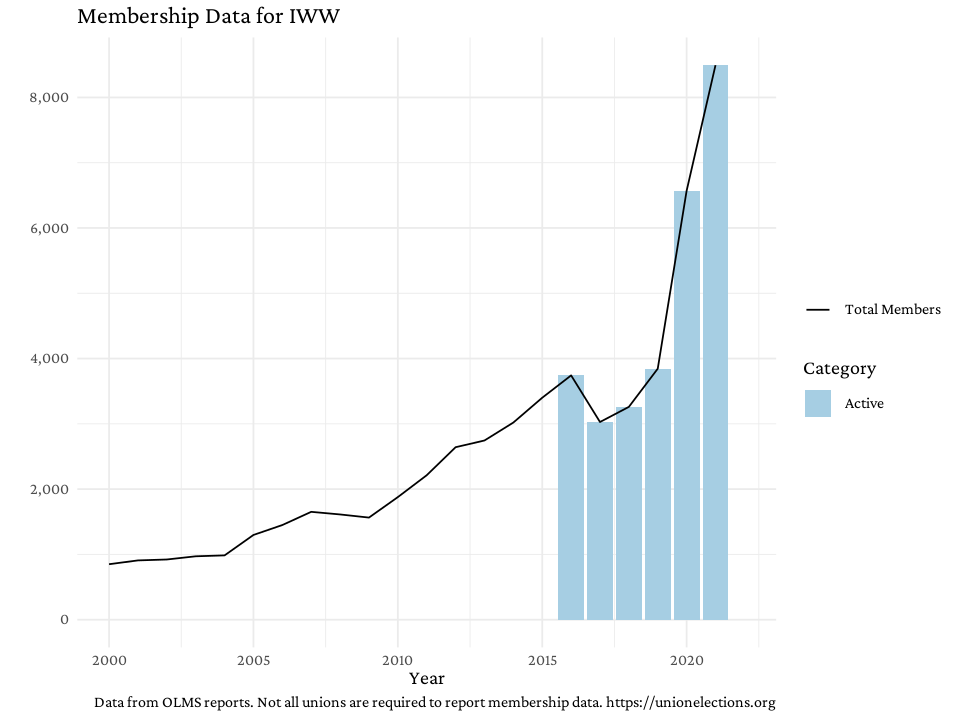 Membership Data for IWW
8,000
6,000
4,000
2,000
0
2000 2005 2010 2015 2020
Year
Total Members
Category
Active
Data from OLMS reports. Not all unions are required to report membership data. https://unionelections.org